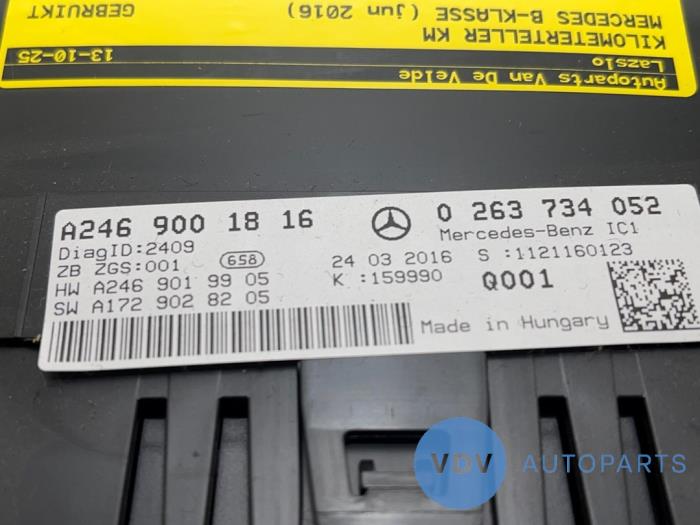 Autoparts Van De Velde
Lazslo 13-10-25
KILOMETERTELLER KM
MERCEDES B-KLASSE (jun 2016)
GEBRUIKT
A246 900 18 16 0 263 734 052
DiagID:2409 Mercedes-Benz IC1
ZB ZGS:001 658 24 03 2016 S :1121160123
HW A246 901 99 05 K :159990 Q001
SW A172 902 82 05
Made in Hungary
VDV AUTOPARTS